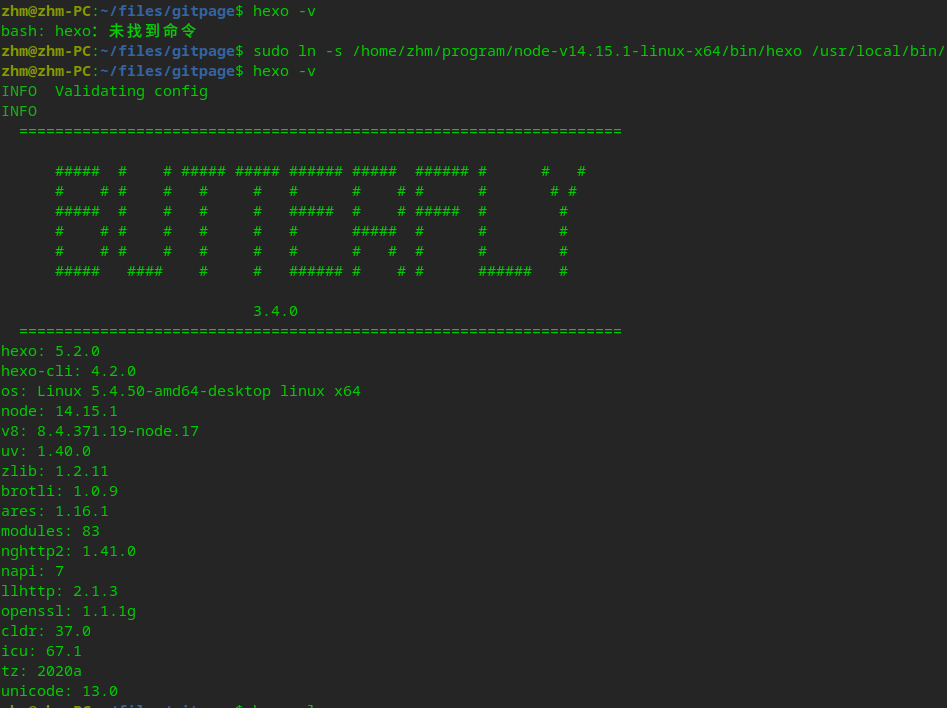 zhm@zhm-PC:~/files/gitpage$ hexo -v
bash: hexo：未找到命令
zhm@zhm-PC:~/files/gitpage$ sudo ln -s /home/zhm/program/node-v14.15.1-linux-x64/bin/hexo /usr/local/bin/
zhm@zhm-PC:~/files/gitpage$ hexo -v
INFO  Validating config
INFO
  ===================================================================
      #####  #    # ##### ##### ###### #####  ###### #      #   #
      #    # #    #   #     #   #      #    # #      #       # #
      #####  #    #   #     #   #####  #    # #####  #        #
      #    # #    #   #     #   #      #####  #      #        #
      #    # #    #   #     #   #      #   #  #      #        #
      #####   ####    #     #   ###### #    # #      ######   #
                            3.4.0
  ===================================================================
hexo: 5.2.0
hexo-cli: 4.2.0
os: Linux 5.4.50-amd64-desktop linux x64
node: 14.15.1
v8: 8.4.371.19-node.17
uv: 1.40.0
zlib: 1.2.11
brotli: 1.0.9
ares: 1.16.1
modules: 83
nghttp2: 1.41.0
napi: 7
llhttp: 2.1.3
openssl: 1.1.1g
cldr: 37.0
icu: 67.1
tz: 2020a
unicode: 13.0